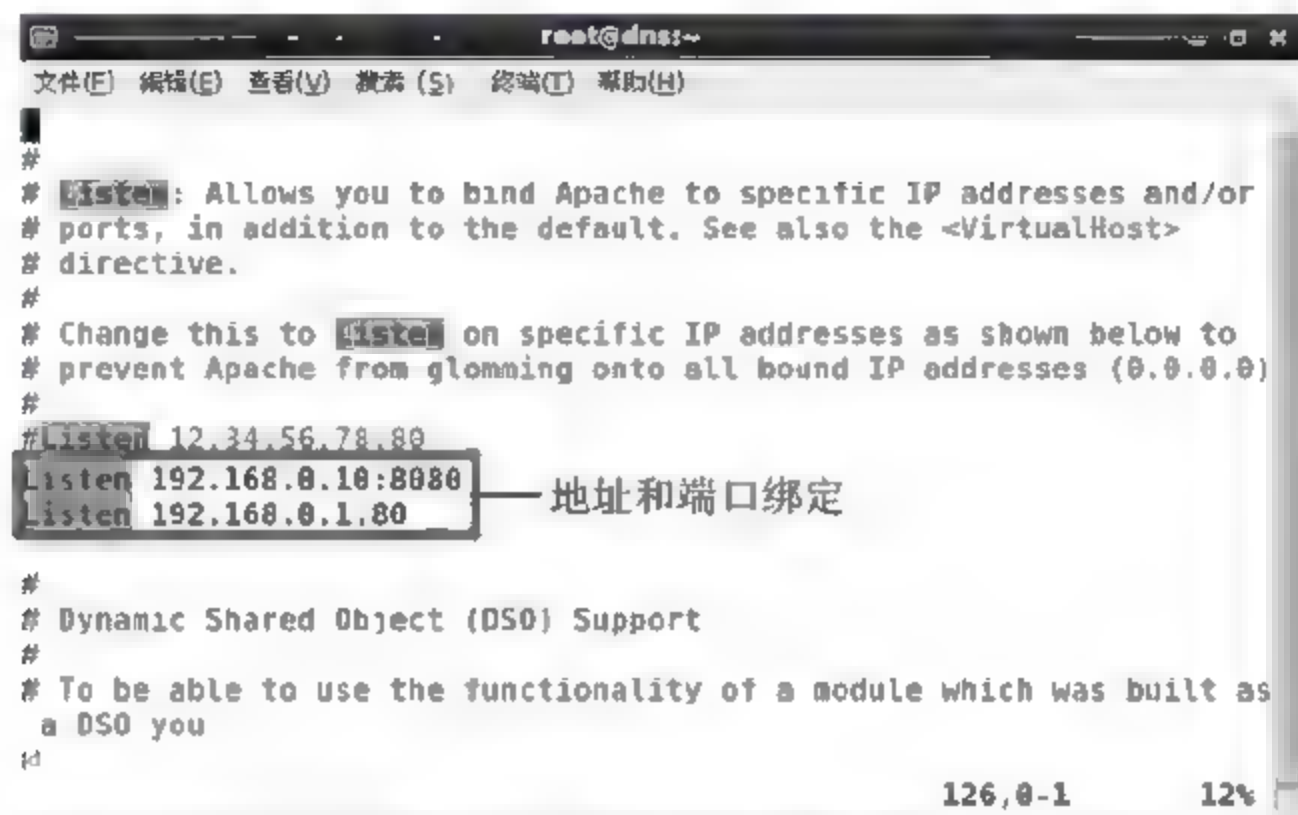 root@dns:~
文件(F) 编辑(E) 查看(V) 搜索 (S) 终端(T) 帮助(H)
#
# Listen: Allows you to bind Apache to specific IP addresses and/or
# ports, in addition to the default. See also the <VirtualHost>
# directive.
#
# Change this to Listen on specific IP addresses as shown below to
# prevent Apache from glomming onto all bound IP addresses (0.0.0.0)
#
#Listen 12.34.56.78.80
Listen 192.168.0.10:8080
Listen 192.168.0.1.80
地址和端口绑定
#
# Dynamic Shared Object (DSO) Support
#
# To be able to use the functionality of a module which was built as
a DSO you
126,0-1 12%